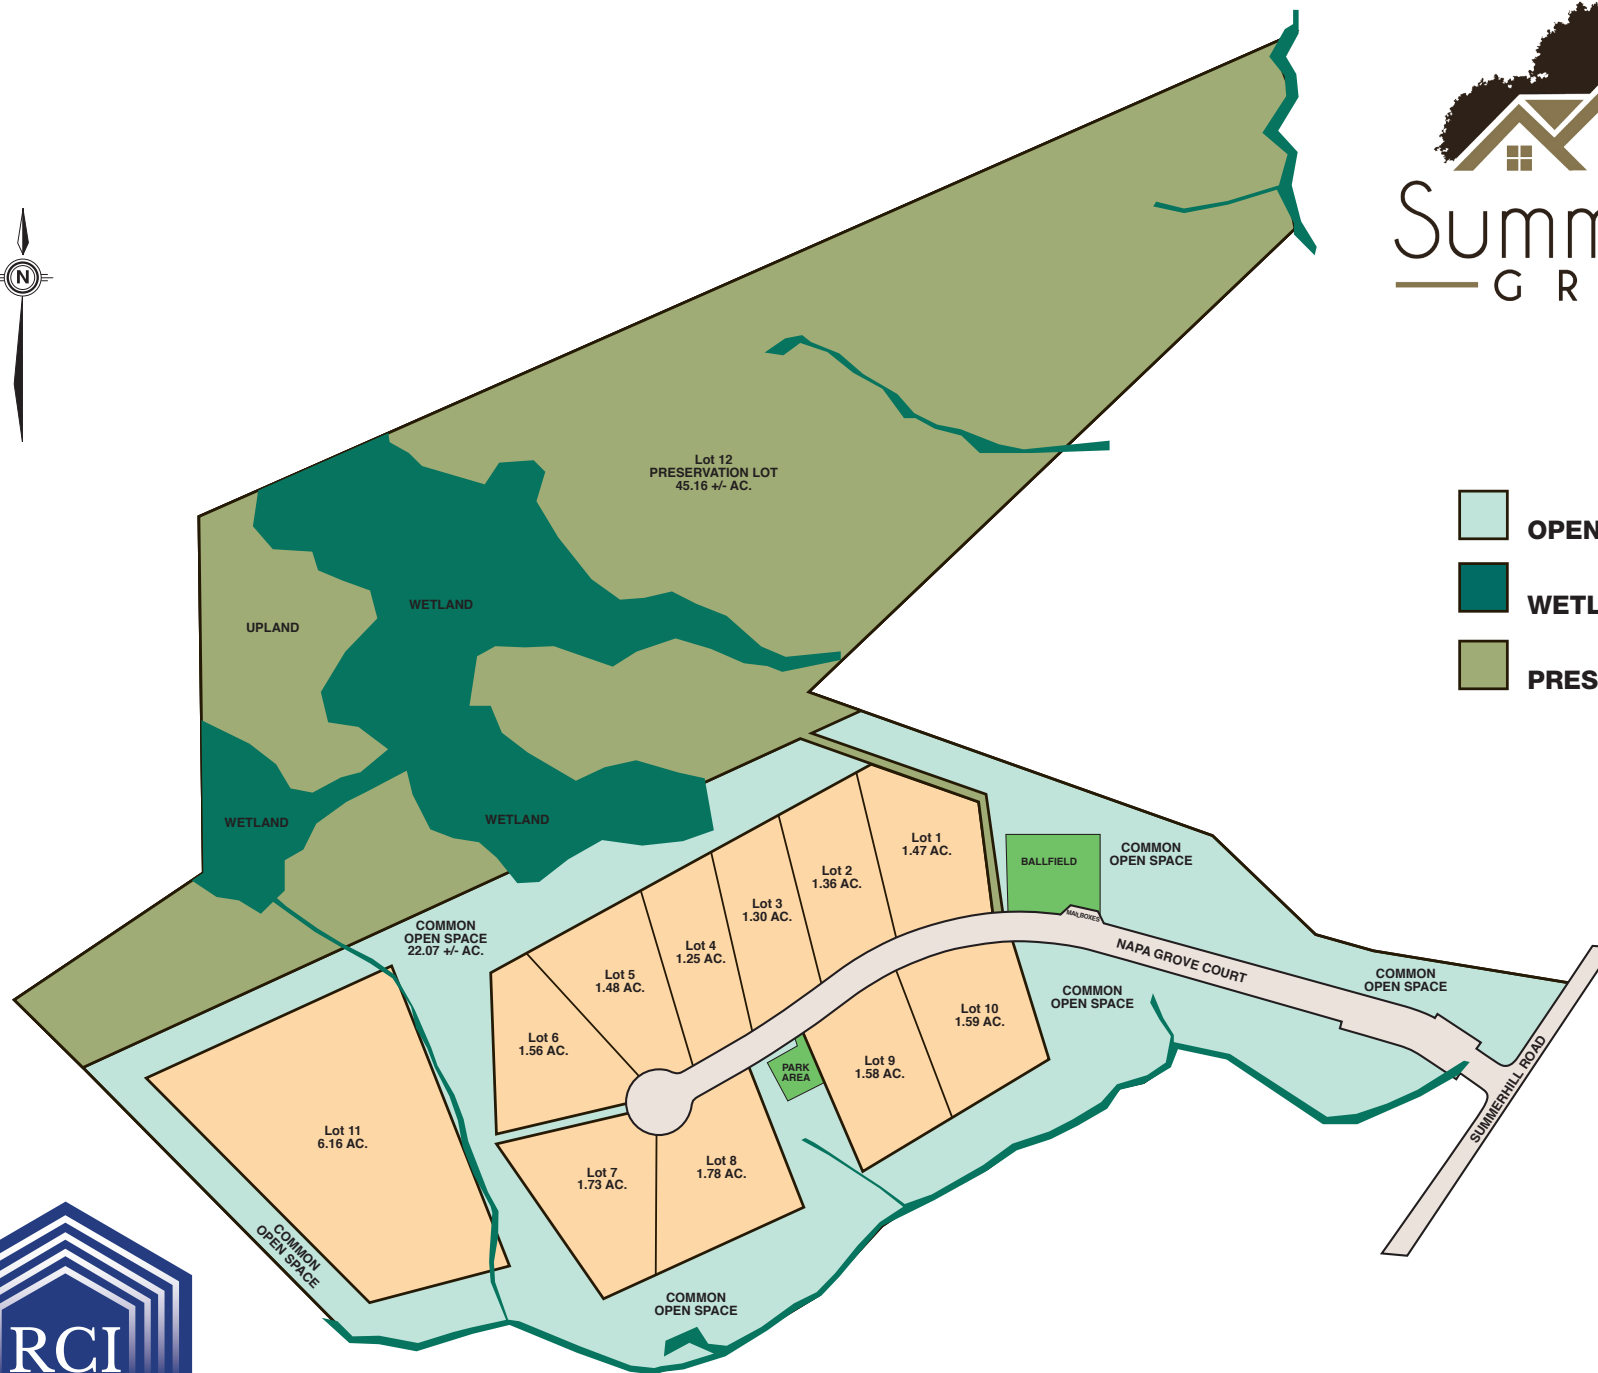 N
Summ
GR
OPEN
WETL
PRES
Lot 12
PRESERVATION LOT
45.16 +/- AC.
WETLAND
UPLAND
WETLAND
WETLAND
Lot 1
1.47 AC.
Lot 2
1.36 AC.
Lot 3
1.30 AC.
Lot 4
1.25 AC.
Lot 5
1.48 AC.
Lot 6
1.56 AC.
BALLFIELD
COMMON
OPEN SPACE
MAILBOXES
NAPA GROVE COURT
COMMON
OPEN SPACE
22.07 +/- AC.
COMMON
OPEN SPACE
COMMON
OPEN SPACE
Lot 10
1.59 AC.
Lot 9
1.58 AC.
PARK
AREA
SUMMERHILL ROAD
Lot 11
6.16 AC.
Lot 7
1.73 AC.
Lot 8
1.78 AC.
COMMON
OPEN SPACE
COMMON
OPEN SPACE
RCI